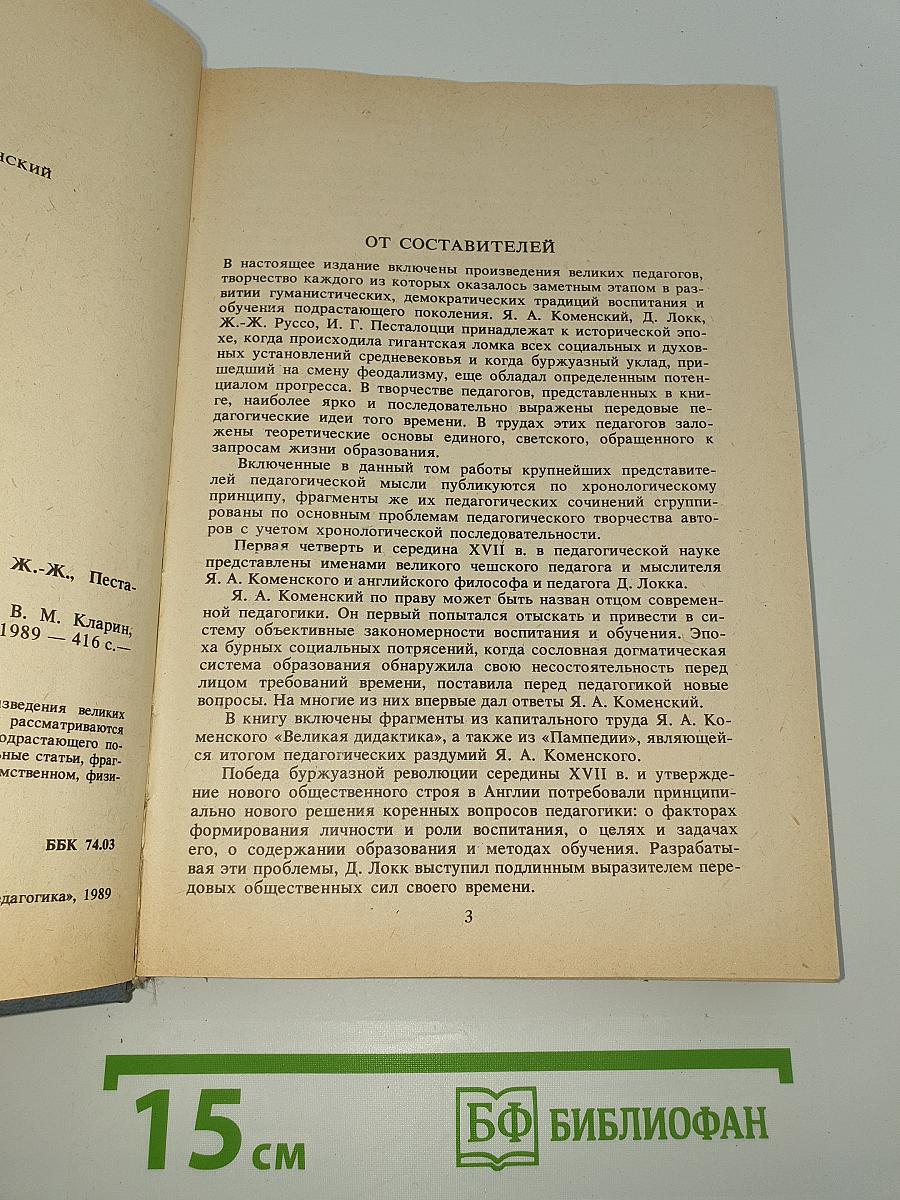 нский
Ж.-Ж., Песта-
В. М. Кларин,
1989 — 416 с.—
изведения великих
рассматриваются
одрастающего по-
ные статьи, фраг-
мственном, физи-
ББК 74.03
едагогика», 1989
ОТ СОСТАВИТЕЛЕЙ
В настоящее издание включены произведения великих педагогов,
творчество каждого из которых оказалось заметным этапом в раз-
витии гуманистических, демократических традиций воспитания и
обучения подрастающего поколения. Я. А. Коменский, Д. Локк,
Ж.-Ж. Руссо, И. Г. Песталоцци принадлежат к исторической эпо-
хе, когда происходила гигантская ломка всех социальных и духов-
ных установлений средневековья и когда буржуазный уклад, при-
шедший на смену феодализму, еще обладал определенным потен-
циалом прогресса. В творчестве педагогов, представленных в кни-
ге, наиболее ярко и последовательно выражены передовые пе-
дагогические идеи того времени. В трудах этих педагогов зало-
жены теоретические основы единого, светского, обращенного к
запросам жизни образования.
Включенные в данный том работы крупнейших представите-
лей педагогической мысли публикуются по хронологическому
принципу, фрагменты же их педагогических сочинений сгруппи-
рованы по основным проблемам педагогического творчества авто-
ров с учетом хронологической последовательности.
Первая четверть и середина XVII в. в педагогической науке
представлены именами великого чешского педагога и мыслителя
Я. А. Коменского и английского философа и педагога Д. Локка.
Я. А. Коменский по праву может быть назван отцом современ-
ной педагогики. Он первый попытался отыскать и привести в си-
стему объективные закономерности воспитания и обучения. Эпо-
ха бурных социальных потрясений, когда сословная догматическая
система образования обнаружила свою несостоятельность перед
лицом требований времени, поставила перед педагогикой новые
вопросы. На многие из них впервые дал ответы Я. А. Коменский.
В книгу включены фрагменты из капитального труда Я. А. Ко-
менского «Великая дидактика», а также из «Пампедии», являющей-
ся итогом педагогических раздумий Я. А. Коменского.
Победа буржуазной революции середины XVII в. и утвержде-
ние нового общественного строя в Англии потребовали принципи-
ально нового решения коренных вопросов педагогики: о факторах
формирования личности и роли воспитания, о целях и задачах
его, о содержании образования и методах обучения. Разрабаты-
вая эти проблемы, Д. Локк выступил подлинным выразителем пере-
довых общественных сил своего времени.
3
15 см
БФ БИБЛИОФАН